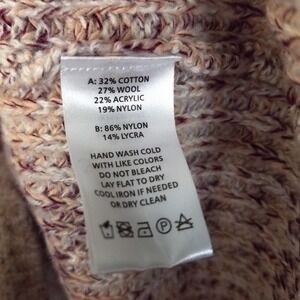 A: 32% COTTON
27% WOOL
22% ACRYLIC
19% NYLON
B: 86% NYLON
14% LYCRA
HAND WASH COLD
WITH LIKE COLORS
DO NOT BLEACH
LAY FLAT TO DRY
COOL IRON IF NEEDED
OR DRY CLEAN
P